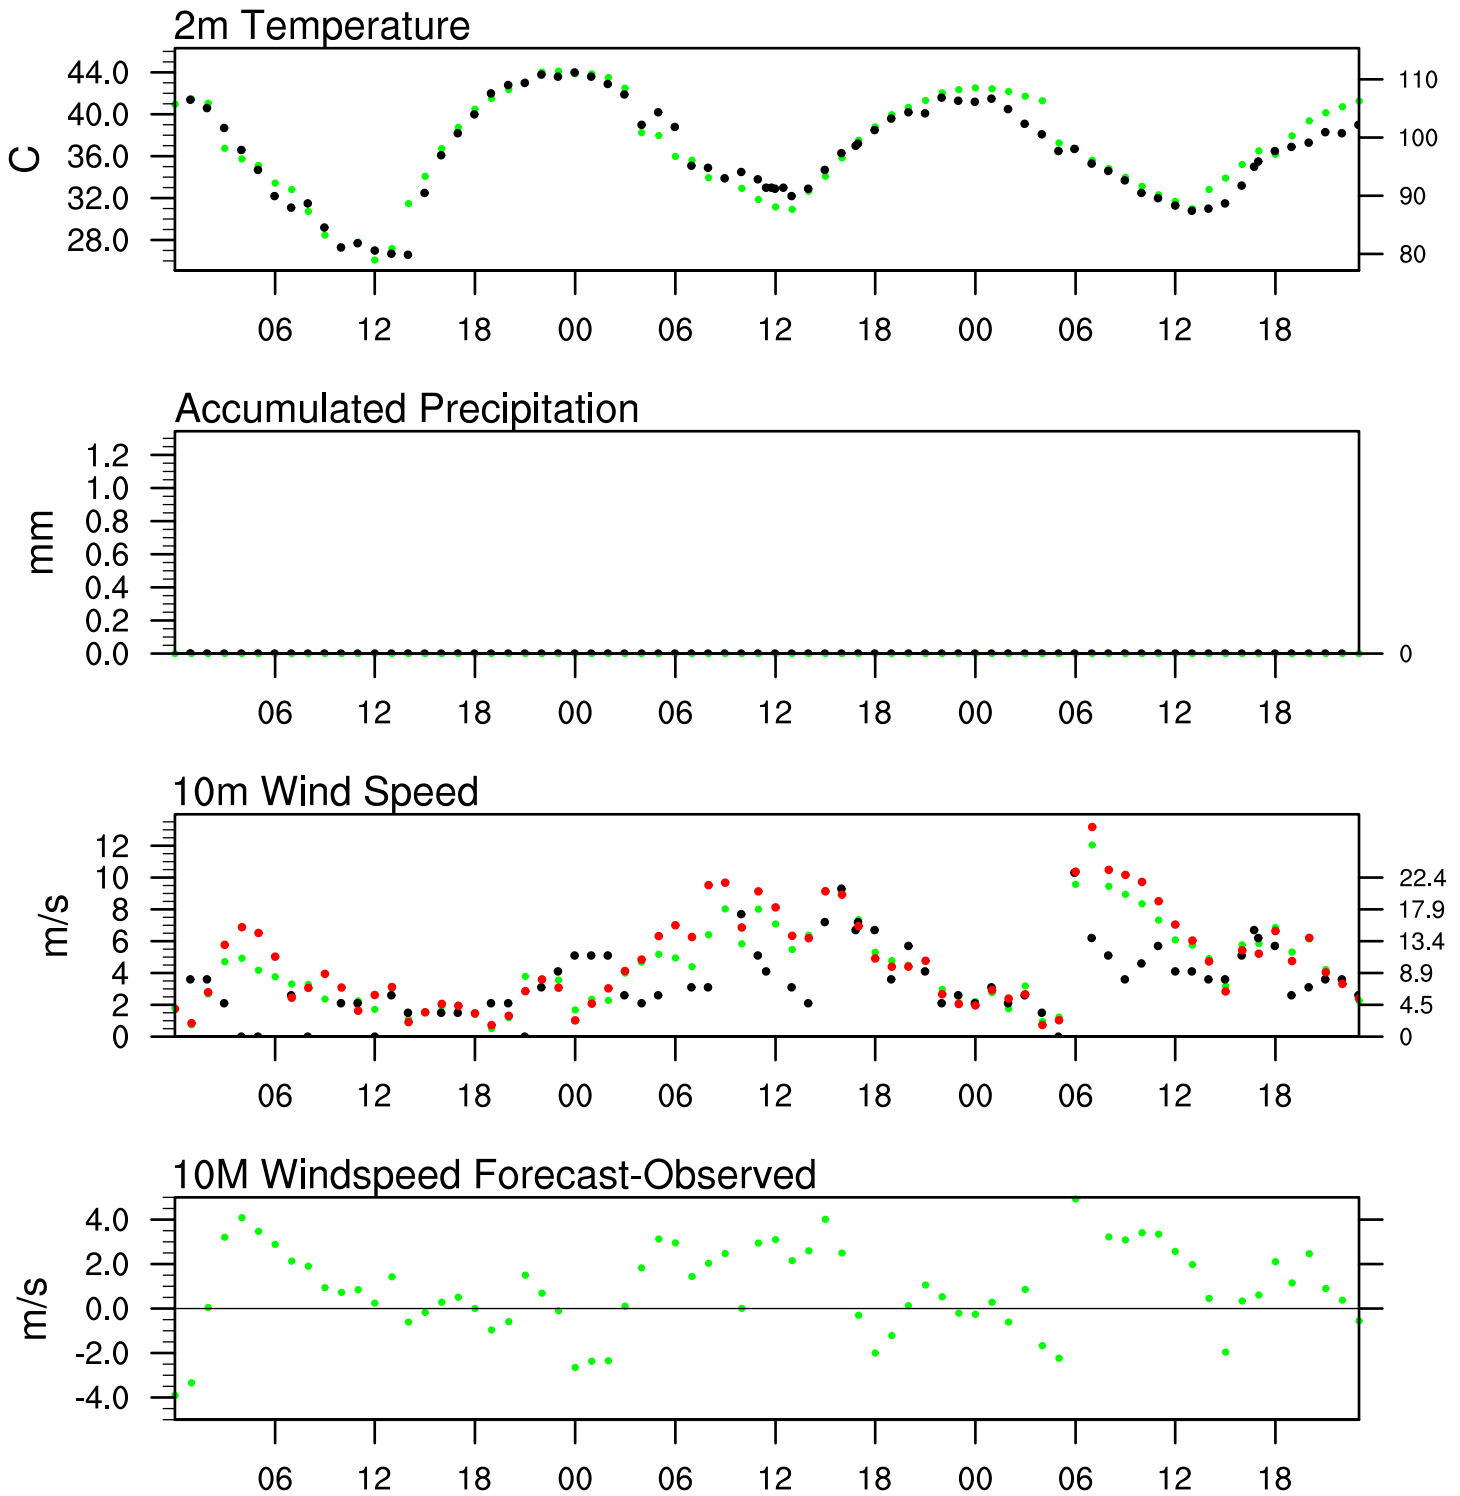 2m Temperature
44.0
40.0
36.0
32.0
28.0
C
110
100
90
80
06 12 18 00 06 12 18 00 06 12 18
Accumulated Precipitation
1.2
1.0
0.8
0.6
0.4
0.2
0.0
mm
0
06 12 18 00 06 12 18 00 06 12 18
10m Wind Speed
12
10
8
6
4
2
0
m/s
22.4
17.9
13.4
8.9
4.5
0
06 12 18 00 06 12 18 00 06 12 18
10M Windspeed Forecast-Observed
4.0
2.0
0.0
-2.0
-4.0
m/s
06 12 18 00 06 12 18 00 06 12 18